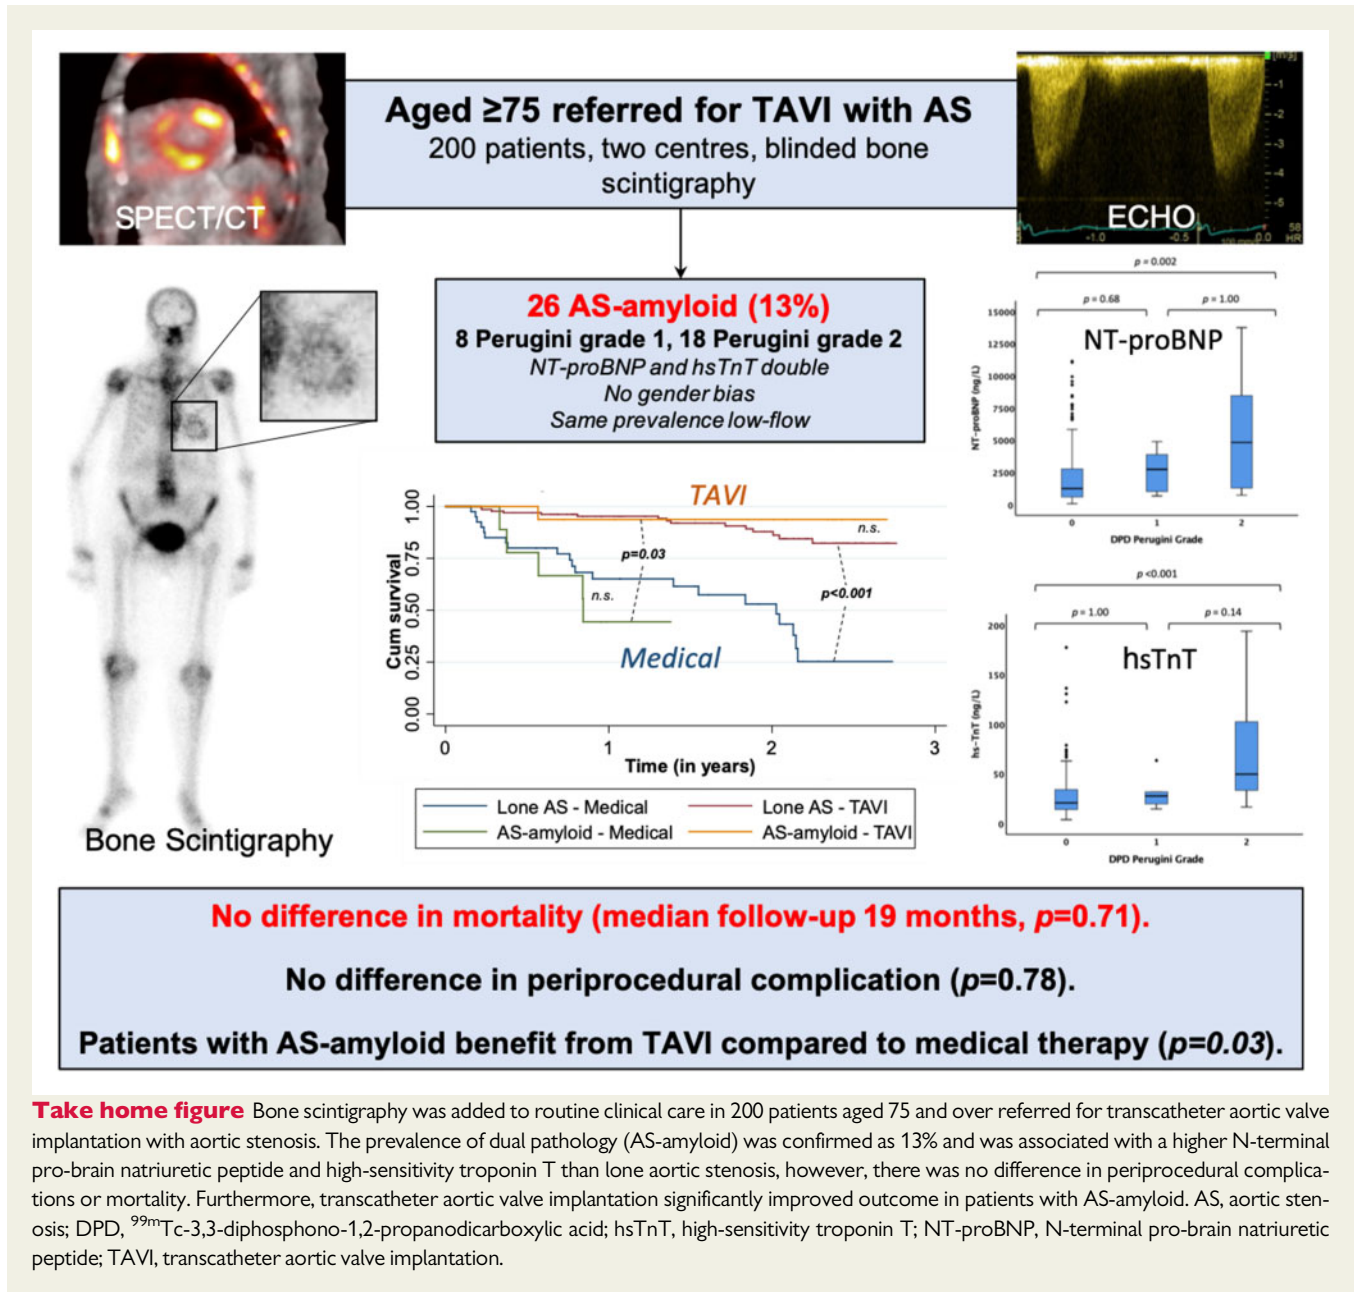 Aged ≥75 referred for TAVI with AS
200 patients, two centres, blinded bone
scintigraphy
SPECT/CT
ECHO
-1
-2
-3
-4
-5
-1.0
-0.5
0.0
58
HR
26 AS-amyloid (13%)
8 Perugini grade 1, 18 Perugini grade 2
NT-proBNP and hsTnT double
No gender bias
Same prevalence low-flow
p = 0.002
p = 0.68
p = 1.00
NT-proBNP
NT-proBNP (ng/L)
15000
12500
10000
7500
5000
2500
0
0 1 2
DPD Perugini Grade
TAVI
n.s.
p=0.03
n.s.
p<0.001
Medical
Cum survival
1.00
0.75
0.50
0.25
0.00
0 1 2 3
Time (in years)
Lone AS - Medical
Lone AS - TAVI
AS-amyloid - Medical
AS-amyloid - TAVI
p <0.001
p = 1.00
p = 0.14
hsTnT
hs-TnT (ng/L)
200
150
100
50
0
0 1 2
DPD Perugini Grade
Bone Scintigraphy
No difference in mortality (median follow-up 19 months, p=0.71).
No difference in periprocedural complication (p=0.78).
Patients with AS-amyloid benefit from TAVI compared to medical therapy (p=0.03).
Take home figure Bone scintigraphy was added to routine clinical care in 200 patients aged 75 and over referred for transcatheter aortic valve
implantation with aortic stenosis. The prevalence of dual pathology (AS-amyloid) was confirmed as 13% and was associated with a higher N-terminal
pro-brain natriuretic peptide and high-sensitivity troponin T than lone aortic stenosis, however, there was no difference in periprocedural complica-
tions or mortality. Furthermore, transcatheter aortic valve implantation significantly improved outcome in patients with AS-amyloid. AS, aortic sten-
osis; DPD, ⁹⁹ᵐTc-3,3-diphosphono-1,2-propanodicarboxylic acid; hsTnT, high-sensitivity troponin T; NT-proBNP, N-terminal pro-brain natriuretic
peptide; TAVI, transcatheter aortic valve implantation.